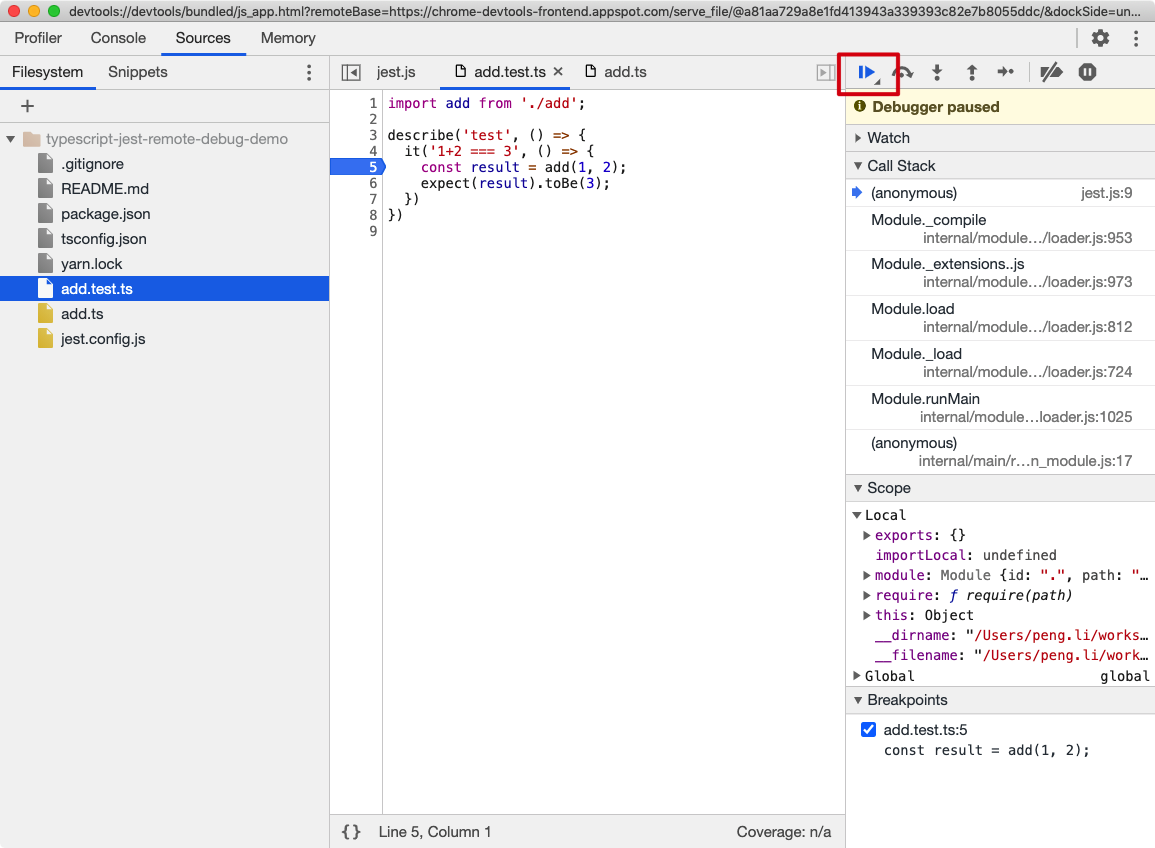 devtools://devtools/bundled/js_app.html?remoteBase=https://chrome-devtools-frontend.appspot.com/serve_file/@a81aa729a8e1fd413943a339393c82e7b8055ddc/&dockSide=un...
Profiler Console Sources Memory
Filesystem Snippets
jest.js add.test.ts × add.ts
+
typescript-jest-remote-debug-demo
.gitignore
README.md
package.json
tsconfig.json
yarn.lock
add.test.ts
add.ts
jest.config.js
1 import add from './add';
2
3 describe('test', () => {
4 it('1+2 === 3', () => {
5 const result = add(1, 2);
6 expect(result).toBe(3);
7 })
8 })
9
{} Line 5, Column 1 Coverage: n/a
Debugger paused
Watch
Call Stack
(anonymous) jest.js:9
Module._compile
internal/module…/loader.js:953
Module._extensions..js
internal/module…/loader.js:973
Module.load
internal/module…/loader.js:812
Module._load
internal/module…/loader.js:724
Module.runMain
internal/module…loader.js:1025
(anonymous)
internal/main/r…n_module.js:17
Scope
Local
exports: {}
importLocal: undefined
module: Module {id: ".", path: "…
require: ƒ require(path)
this: Object
__dirname: "/Users/peng.li/works…
__filename: "/Users/peng.li/work…
Global global
Breakpoints
add.test.ts:5
const result = add(1, 2);